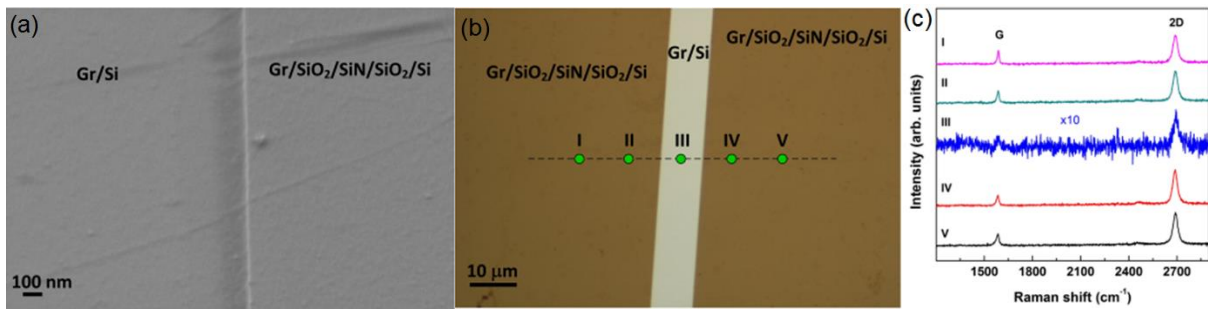 (a)
Gr/Si
Gr/SiO₂/SiN/SiO₂/Si
100 nm
(b)
Gr/SiO₂/SiN/SiO₂/Si
Gr/Si
Gr/SiO₂/SiN/SiO₂/Si
I II III IV V
10 μm
(c)
G
2D
I
II
III
x10
IV
V
Intensity (arb. units)
1500 1800 2100 2400 2700
Raman shift (cm⁻¹)